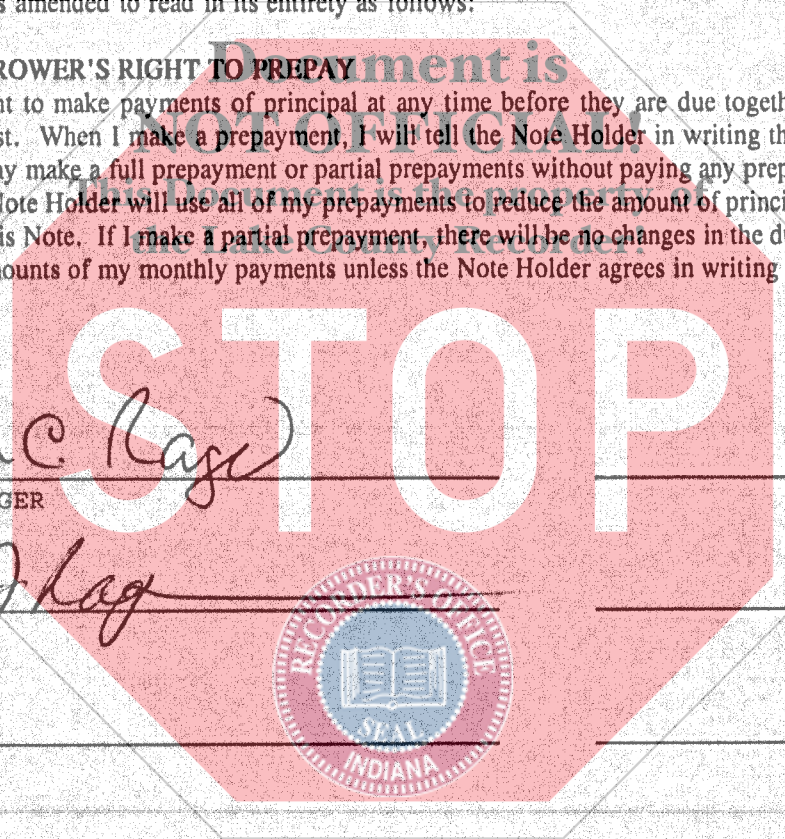 s amended to read in its entirety as follows:
ROWER'S RIGHT TO PREPAY
nt to make payments of principal at any time before they are due togeth
st. When I make a prepayment, I will tell the Note Holder in writing th
ay make a full prepayment or partial prepayments without paying any prep
Note Holder will use all of my prepayments to reduce the amount of princi
is Note. If I make a partial prepayment, there will be no changes in the d
mounts of my monthly payments unless the Note Holder agrees in writing
Document is
NOT OFFICIAL!
This Document is the property of
the Lake County Recorder!
STOP
C. Rage
GER
RECORDER'S OFFICE
SEAL
INDIANA